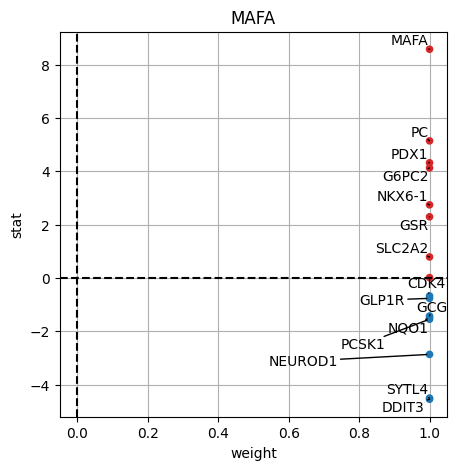 MAFA
MAFA
8
6
PC
PDX1
4
G6PC2
NKX6-1
2
GSR
SLC2A2
0
CDK4
GLP1R
GCG
NQO1
−2
PCSK1
NEUROD1
−4
SYTL4
DDIT3
0.0 0.2 0.4 0.6 0.8 1.0
weight
stat